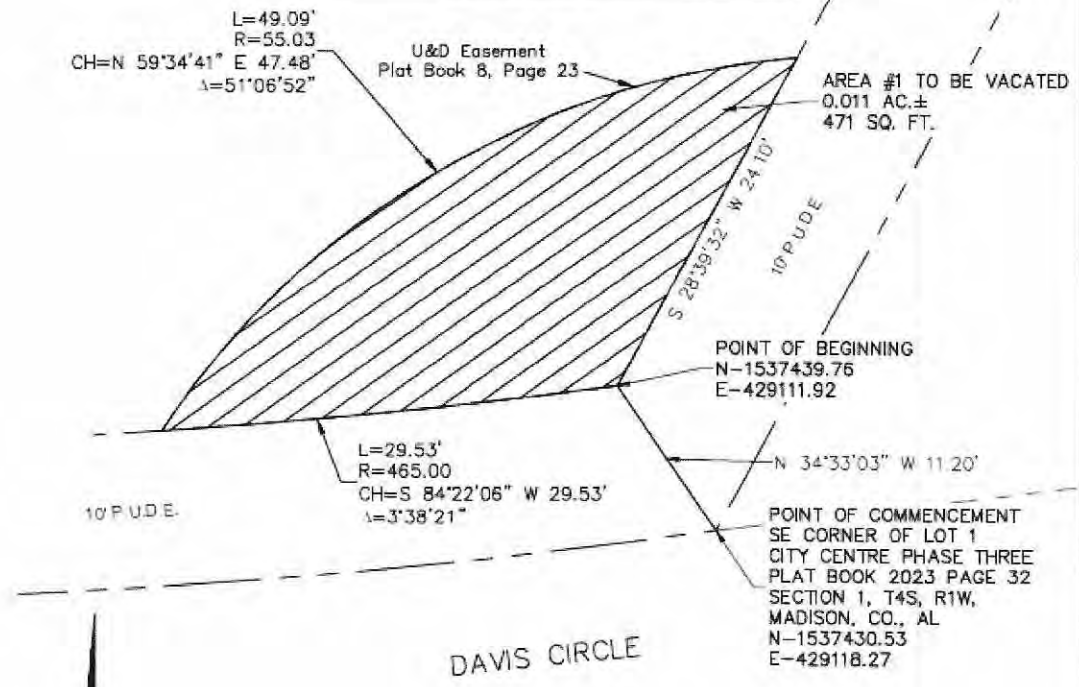 L=49.09'
R=55.03
CH=N 59°34'41" E 47.48'
Δ=51°06'52"
U&D Easement
Plat Book 8, Page 23
AREA #1 TO BE VACATED
0.011 AC.±
471 SQ. FT.
S 28°39'32" W 24.10'
10' P.U.D.E
POINT OF BEGINNING
N-1537439.76
E-429111.92
L=29.53'
R=465.00
CH=S 84°22'06" W 29.53'
Δ=3°38'21"
N 34°33'03" W 11.20'
10' P.U.D.E.
POINT OF COMMENCEMENT
SE CORNER OF LOT 1
CITY CENTRE PHASE THREE
PLAT BOOK 2023 PAGE 32
SECTION 1, T4S, R1W,
MADISON, CO., AL
N-1537430.53
E-429118.27
DAVIS CIRCLE